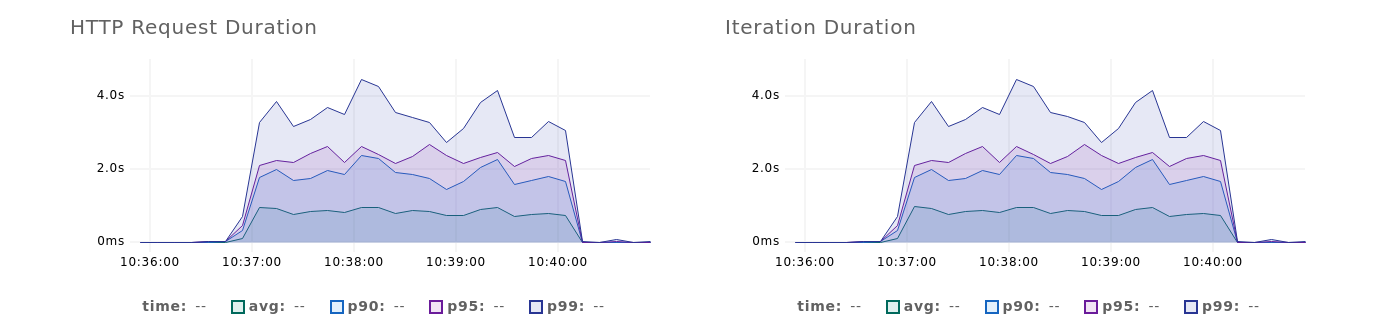 HTTP Request Duration
4.0s
2.0s
0ms
10:36:00 10:37:00 10:38:00 10:39:00 10:40:00
time: -- avg: -- p90: -- p95: -- p99: --
Iteration Duration
4.0s
2.0s
0ms
10:36:00 10:37:00 10:38:00 10:39:00 10:40:00
time: -- avg: -- p90: -- p95: -- p99: --